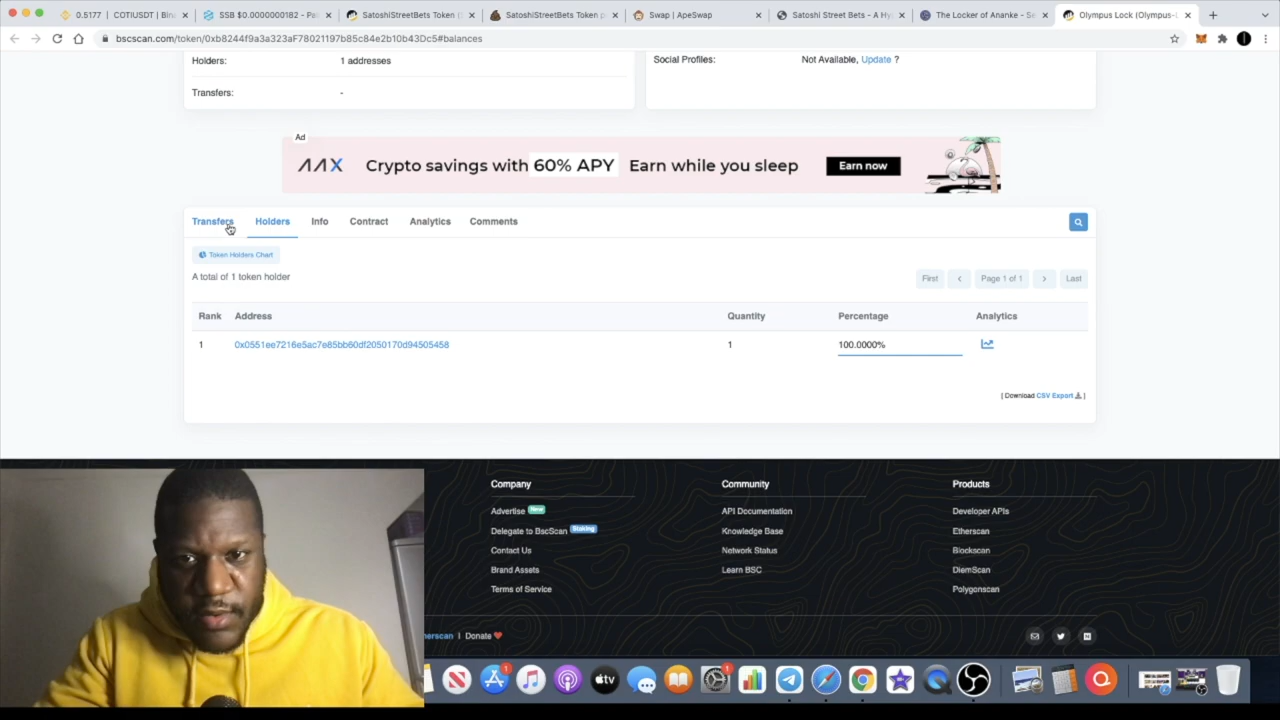 0.5177 | COTIUSDT | Bin
SSB $0.0000000182 - Pa
SatoshiStreetBets Token (
SatoshiStreetBets Token p
Swap | ApeSwap
Satoshi Street Bets - A Hy
The Locker of Ananke - Se
Olympus Lock (Olympus-L
bscscan.com/token/0xb8244f9a3a323aF78021197b85c84e2b10b43Dc5#balances
Holders: 1 addresses
Social Profiles: Not Available, Update ?
Transfers: -
Ad
AAX Crypto savings with 60% APY Earn while you sleep Earn now
Transfers Holders Info Contract Analytics Comments
Token Holders Chart
A total of 1 token holder
First < Page 1 of 1 > Last
Rank Address Quantity Percentage Analytics
1 0x0551ee7216e5ac7e85bb60df2050170d94505458 1 100.0000%
[ Download CSV Export ]
Company Community Products
Advertise New API Documentation Developer APIs
Delegate to BscScan Staking Knowledge Base Etherscan
Contact Us Network Status Blockscan
Brand Assets Learn BSC DiemScan
Terms of Service Polygonscan
herscan | Donate
tv
1
1